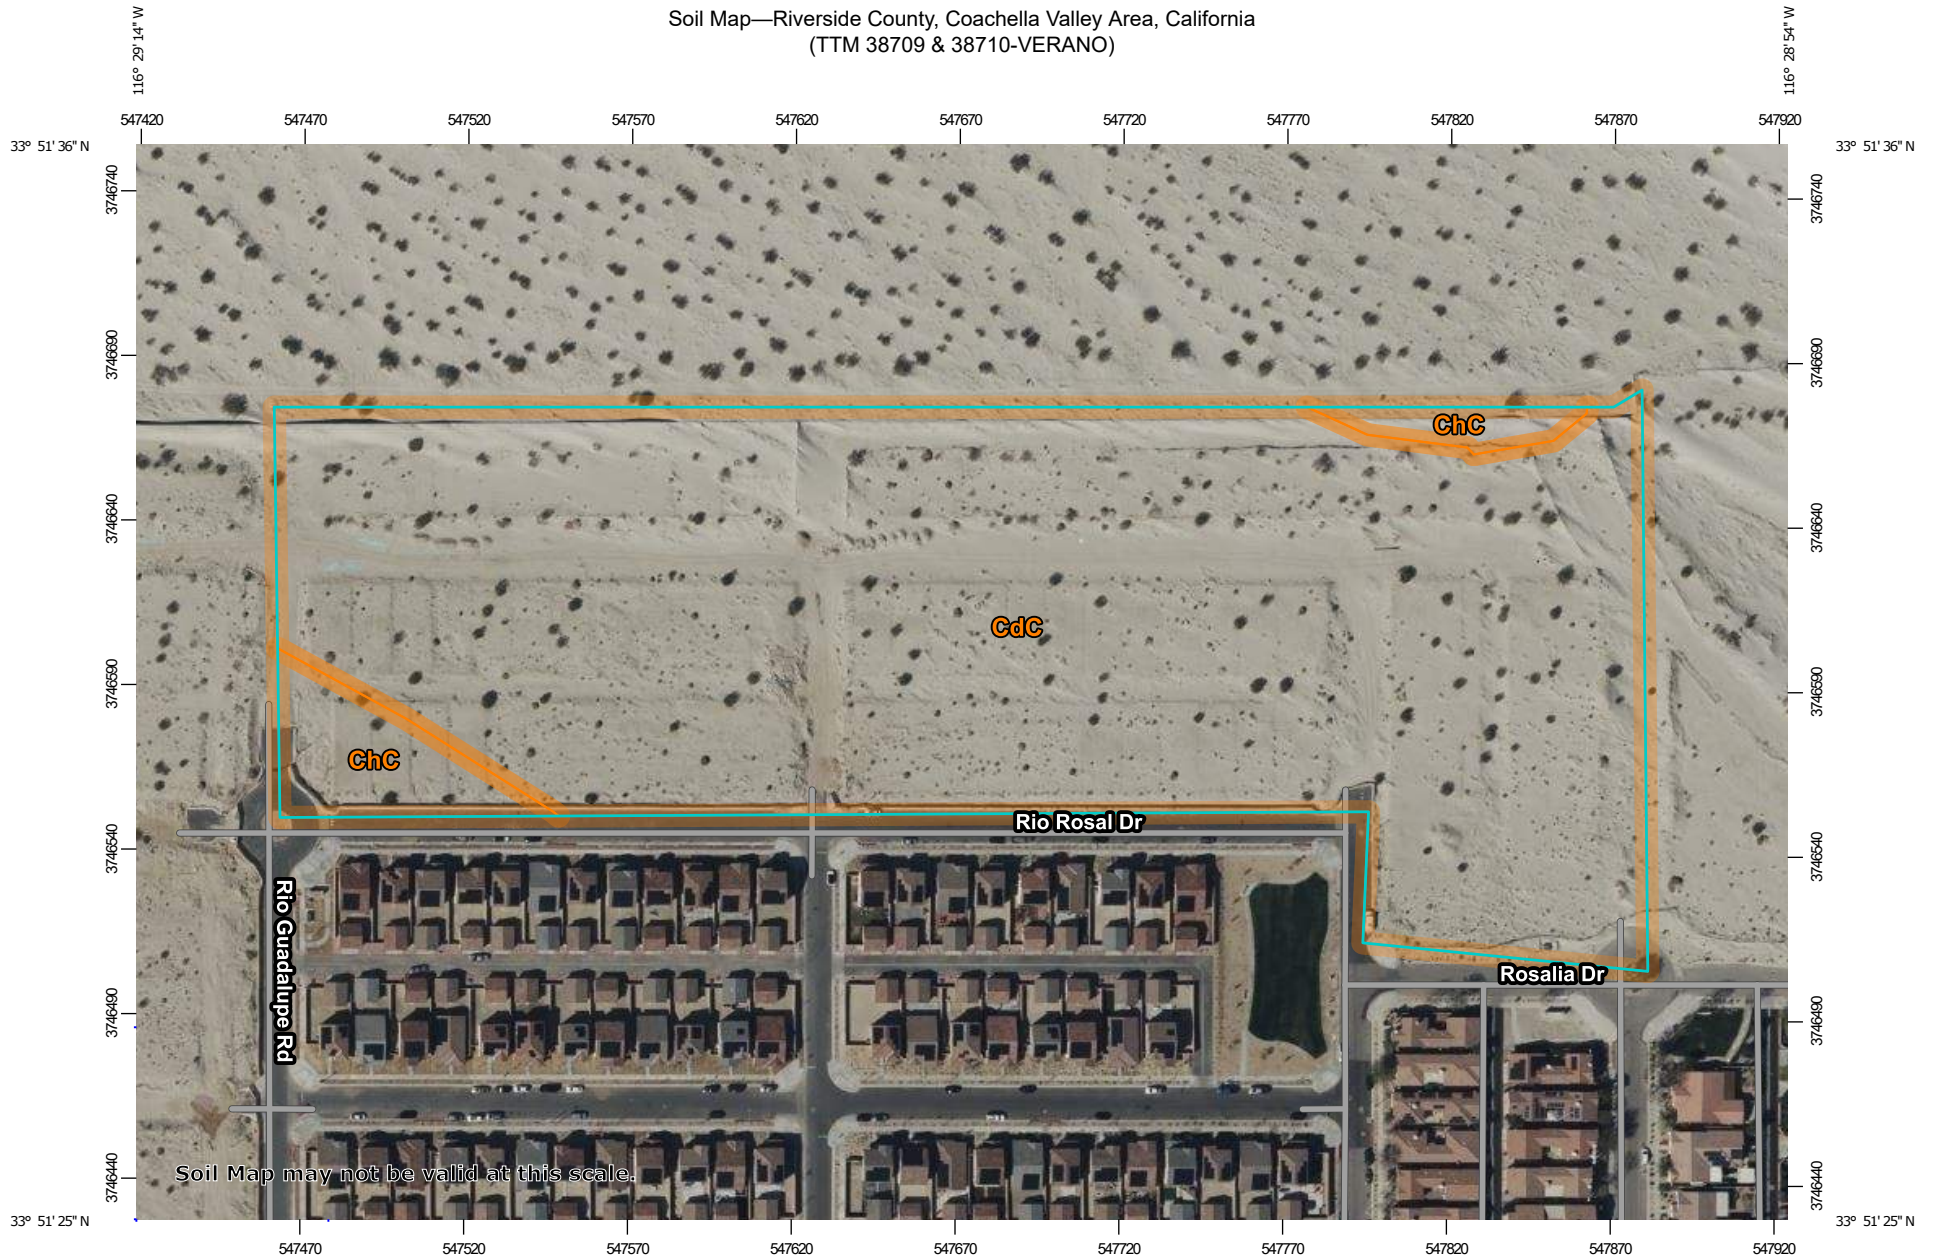 Soil Map—Riverside County, Coachella Valley Area, California
(TTM 38709 & 38710-VERANO)
116° 29' 14" W
116° 28' 54" W
547420 547470 547520 547570 547620 547670 547720 547770 547820 547870 547920
33° 51' 36" N
33° 51' 36" N
3746740
3746740
3746690
3746690
ChC
3746640
3746640
CdC
3746590
3746590
ChC
Rio Rosal Dr
3746540
3746540
Rio Guadalupe Rd
Rosalia Dr
3746490
3746490
Soil Map may not be valid at this scale.
3746440
3746440
33° 51' 25" N
33° 51' 25" N
547470 547520 547570 547620 547670 547720 547770 547820 547870 547920